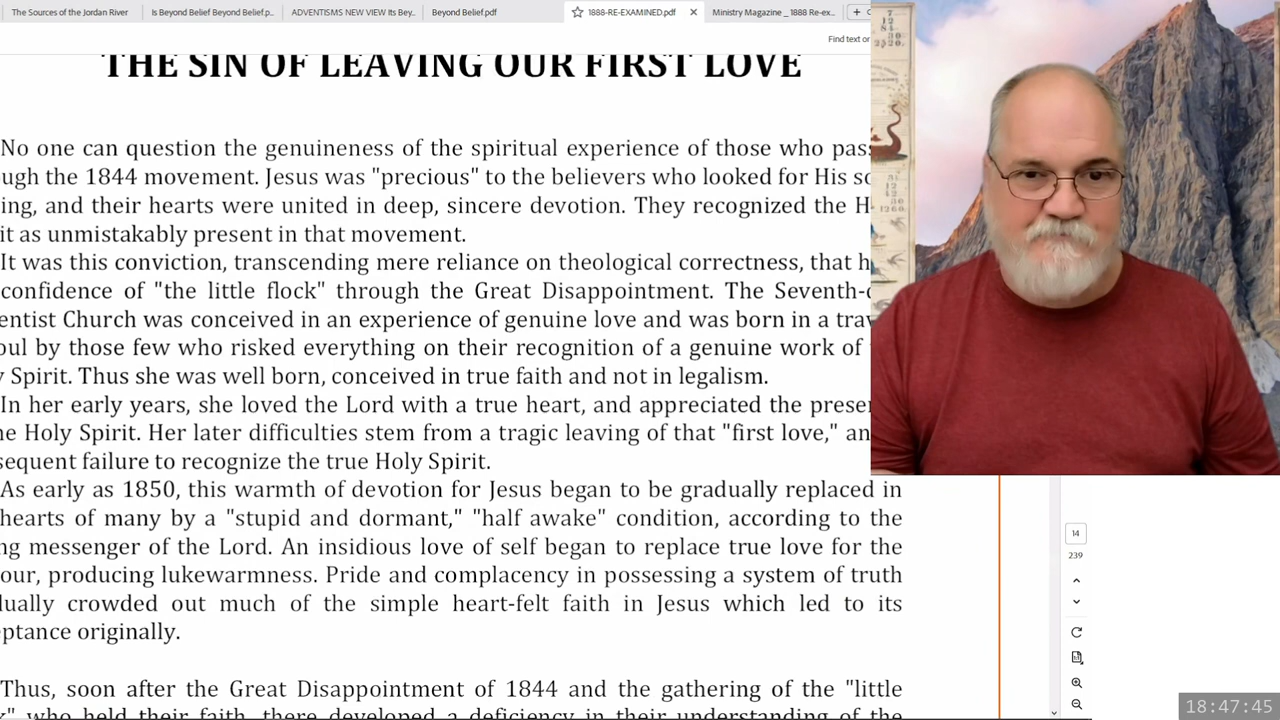 The Sources of the Jordan River
Is Beyond Belief Beyond Belief.p...
ADVENTISMS NEW VIEW Its Bey...
Beyond Belief.pdf
1888-RE-EXAMINED.pdf
Ministry Magazine _ 1888 Re-ex...
Find text or
THE SIN OF LEAVING OUR FIRST LOVE
No one can question the genuineness of the spiritual experience of those who pas
ugh the 1844 movement. Jesus was "precious" to the believers who looked for His so
ing, and their hearts were united in deep, sincere devotion. They recognized the H
it as unmistakably present in that movement.
It was this conviction, transcending mere reliance on theological correctness, that h
confidence of "the little flock" through the Great Disappointment. The Seventh-
entist Church was conceived in an experience of genuine love and was born in a trav
oul by those few who risked everything on their recognition of a genuine work of
y Spirit. Thus she was well born, conceived in true faith and not in legalism.
In her early years, she loved the Lord with a true heart, and appreciated the prese
he Holy Spirit. Her later difficulties stem from a tragic leaving of that "first love," an
sequent failure to recognize the true Holy Spirit.
As early as 1850, this warmth of devotion for Jesus began to be gradually replaced in
hearts of many by a "stupid and dormant," "half awake" condition, according to the
ng messenger of the Lord. An insidious love of self began to replace true love for the
our, producing lukewarmness. Pride and complacency in possessing a system of truth
dually crowded out much of the simple heart-felt faith in Jesus which led to its
eptance originally.
Thus, soon after the Great Disappointment of 1844 and the gathering of the "little
k" who held their faith, there developed a deficiency in their understanding of the
14
239
18:47:45